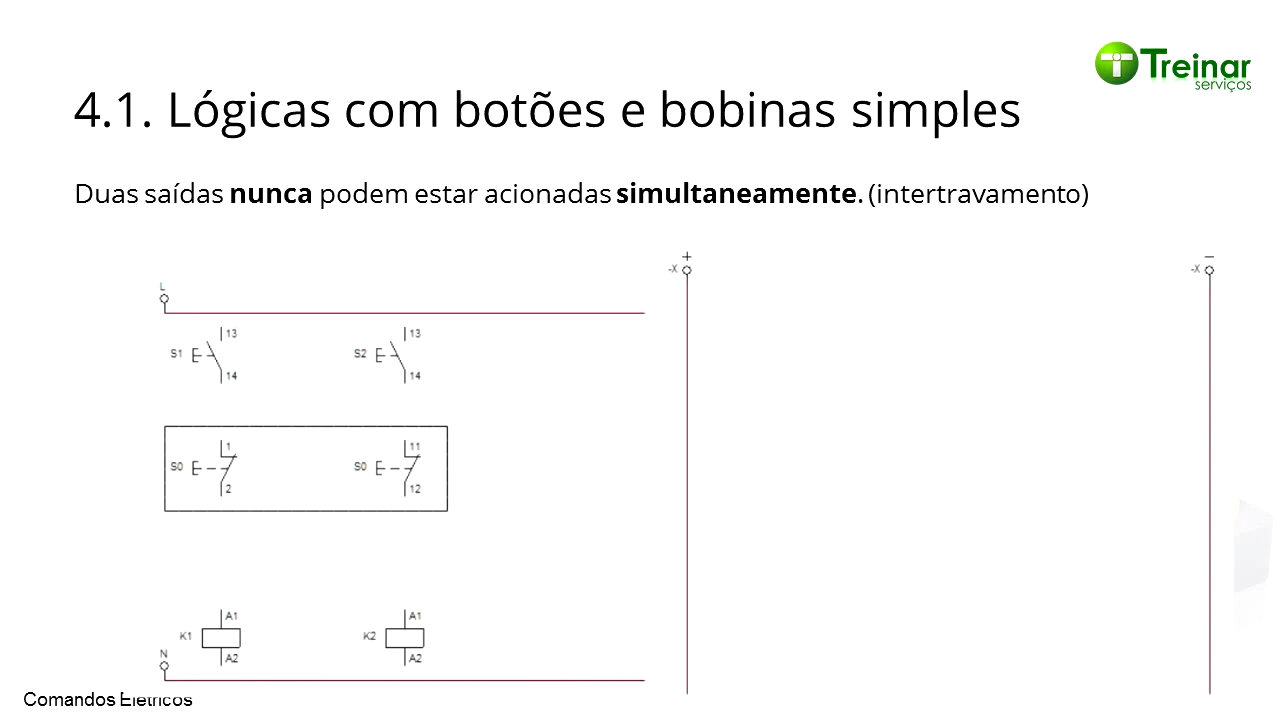 Treinar
serviços
4.1. Lógicas com botões e bobinas simples
Duas saídas nunca podem estar acionadas simultaneamente. (intertravamento)
+
−
-X
-X
L
13
13
S1
S2
14
14
1
11
S0
S0
2
12
A1
A1
K1
K2
N
A2
A2
Comandos Elétricos